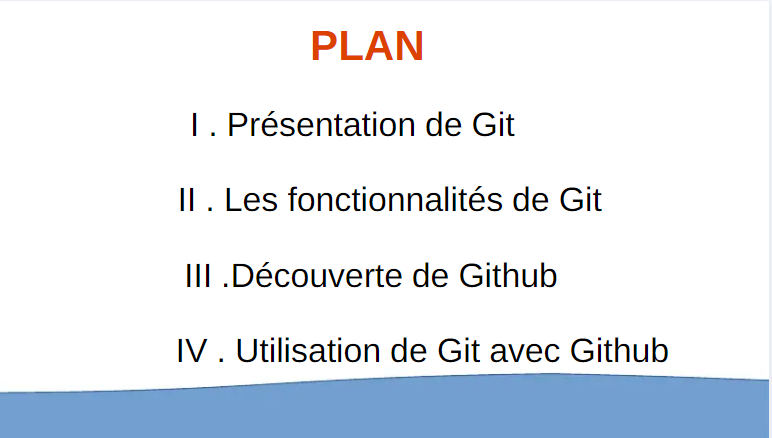 PLAN
I . Présentation de Git
II . Les fonctionnalités de Git
III .Découverte de Github
IV . Utilisation de Git avec Github